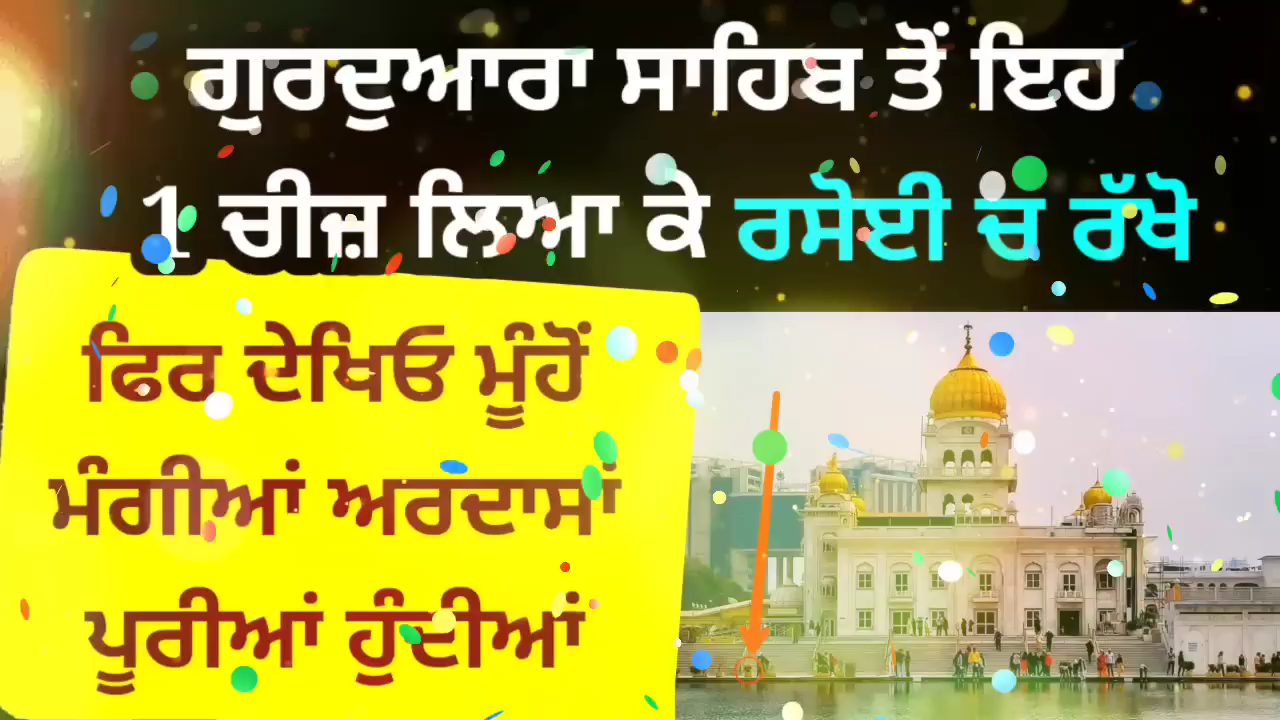 ਗੁਰਦੁਆਰਾ ਸਾਹਿਬ ਤੋਂ ਇਹ
1 ਚੀਜ਼ ਲਿਆ ਕੇ ਰਸੋਈ ਚ ਰੱਖੋ
ਫਿਰ ਦੇਖਿਓ ਮੂੰਹੋਂ
ਮੰਗੀਆਂ ਅਰਦਾਸਾਂ
ਪੂਰੀਆਂ ਹੁੰਦੀਆਂ